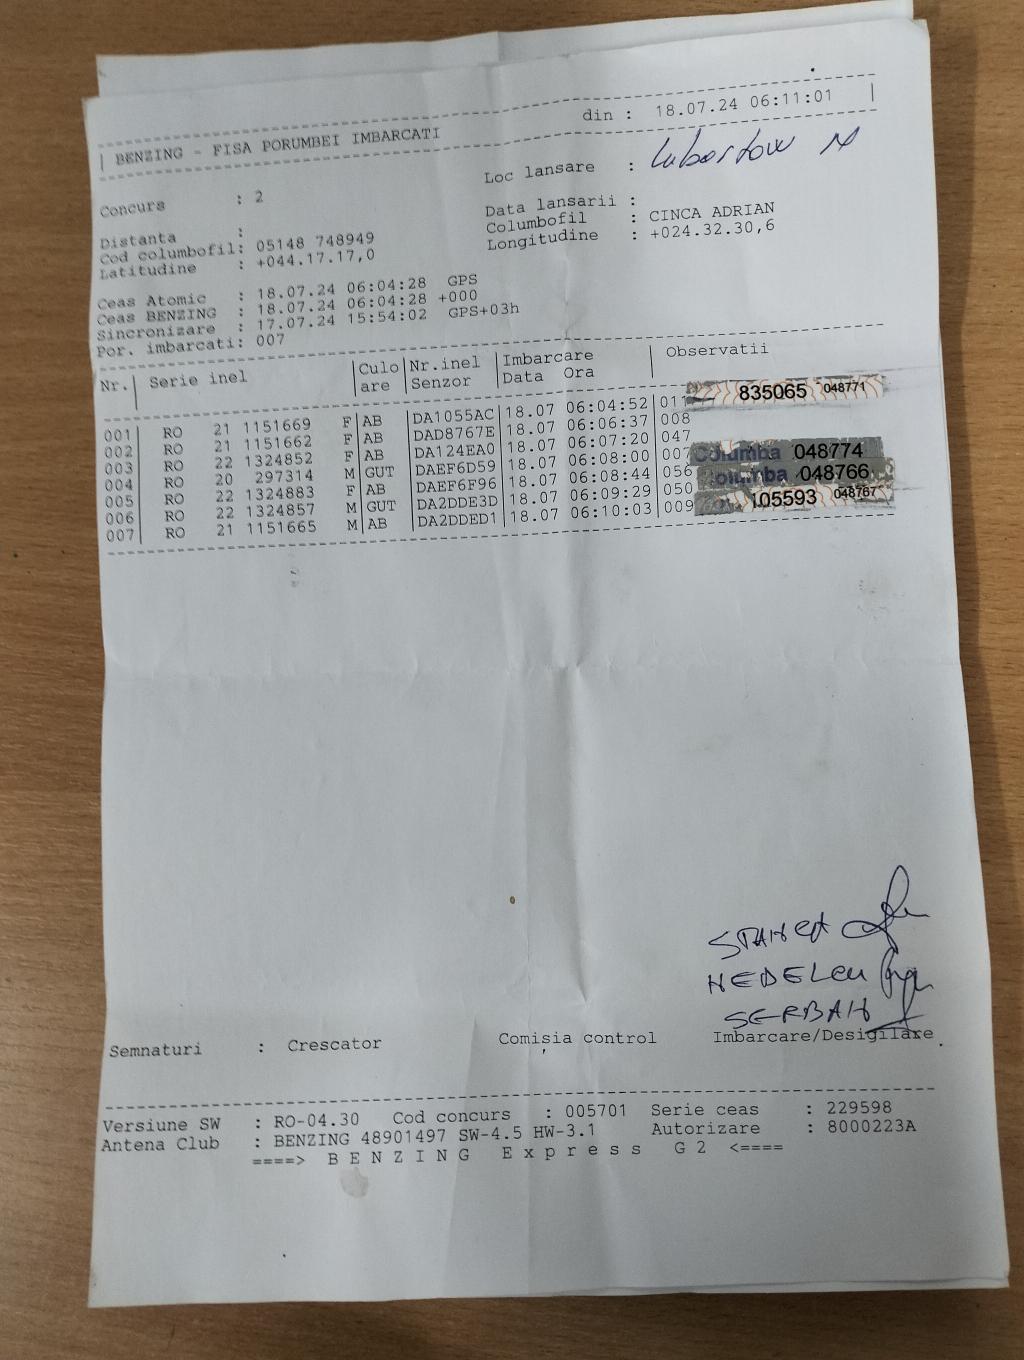 BENZING - FISA PORUMBEI IMBARCATI din : 18.07.24 06:11:01
Concurs : 2 Loc lansare : Lubartow
Data lansarii :
Distanta : Columbofil : CINCA ADRIAN
Cod columbofil: 05148 748949 Longitudine : +024.32.30,6
Latitudine : +044.17.17,0
Ceas Atomic : 18.07.24 06:04:28 GPS
Ceas BENZING : 18.07.24 06:04:28 +000
Sincronizare : 17.07.24 15:54:02 GPS+03h
Por. imbarcati: 007
Nr. Serie inel Culo Nr.inel Imbarcare Observatii
are Senzor Data Ora
001 RO 21 1151669 F AB DA1055AC 18.07 06:04:52 011 835065 048771
002 RO 21 1151662 F AB DAD8767E 18.07 06:06:37 008
003 RO 22 1324852 F AB DA124EA0 18.07 06:07:20 047
004 RO 20 297314 M GUT DAEF6D59 18.07 06:08:00 007 Columba 048774
005 RO 22 1324883 F AB DAEF6F96 18.07 06:08:44 056 Columba 048766
006 RO 22 1324857 M GUT DA2DDE3D 18.07 06:09:29 050 105593 048767
007 RO 21 1151665 M AB DA2DDED1 18.07 06:10:03 009
NEDELCU
SERBAN
Semnaturi : Crescator Comisia control Imbarcare/Desigilare
Versiune SW : RO-04.30 Cod concurs : 005701 Serie ceas : 229598
Antena Club : BENZING 48901497 SW-4.5 HW-3.1 Autorizare : 8000223A
====> B E N Z I N G E x p r e s s G 2 <====